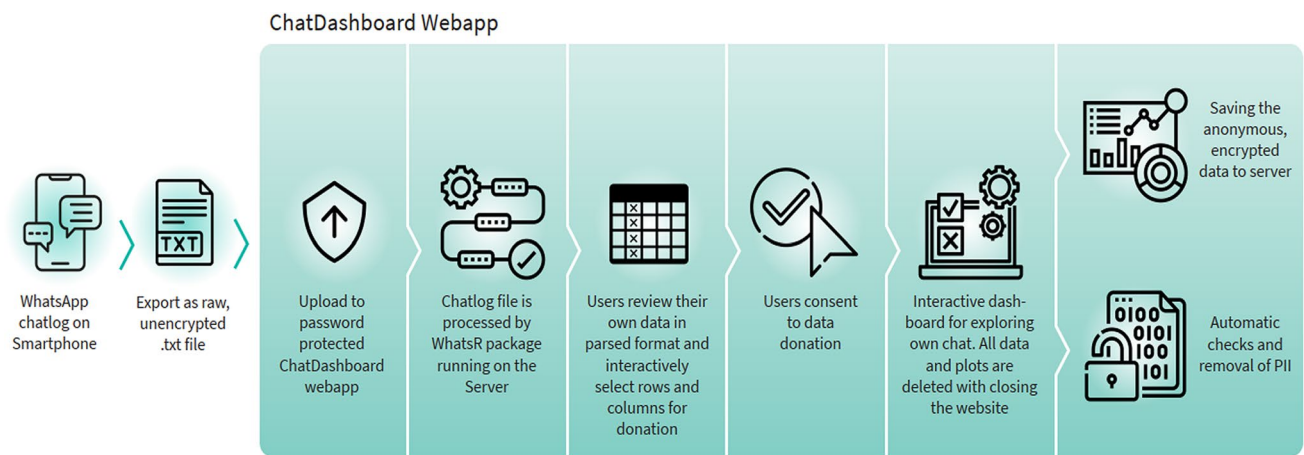 ChatDashboard Webapp
TXT
WhatsApp
chatlog on
Smartphone
Export as raw,
unencrypted
.txt file
Upload to
password
protected
ChatDashboard
webapp
Chatlog file is
processed by
WhatsR package
running on the
Server
Users review their
own data in
parsed format and
interactively
select rows and
columns for
donation
Users consent
to data
donation
Interactive dash-
board for exploring
own chat. All data
and plots are
deleted with closing
the website
Saving the
anonymous,
encrypted
data to server
0100
0101
100
101
Automatic
checks and
removal of PII